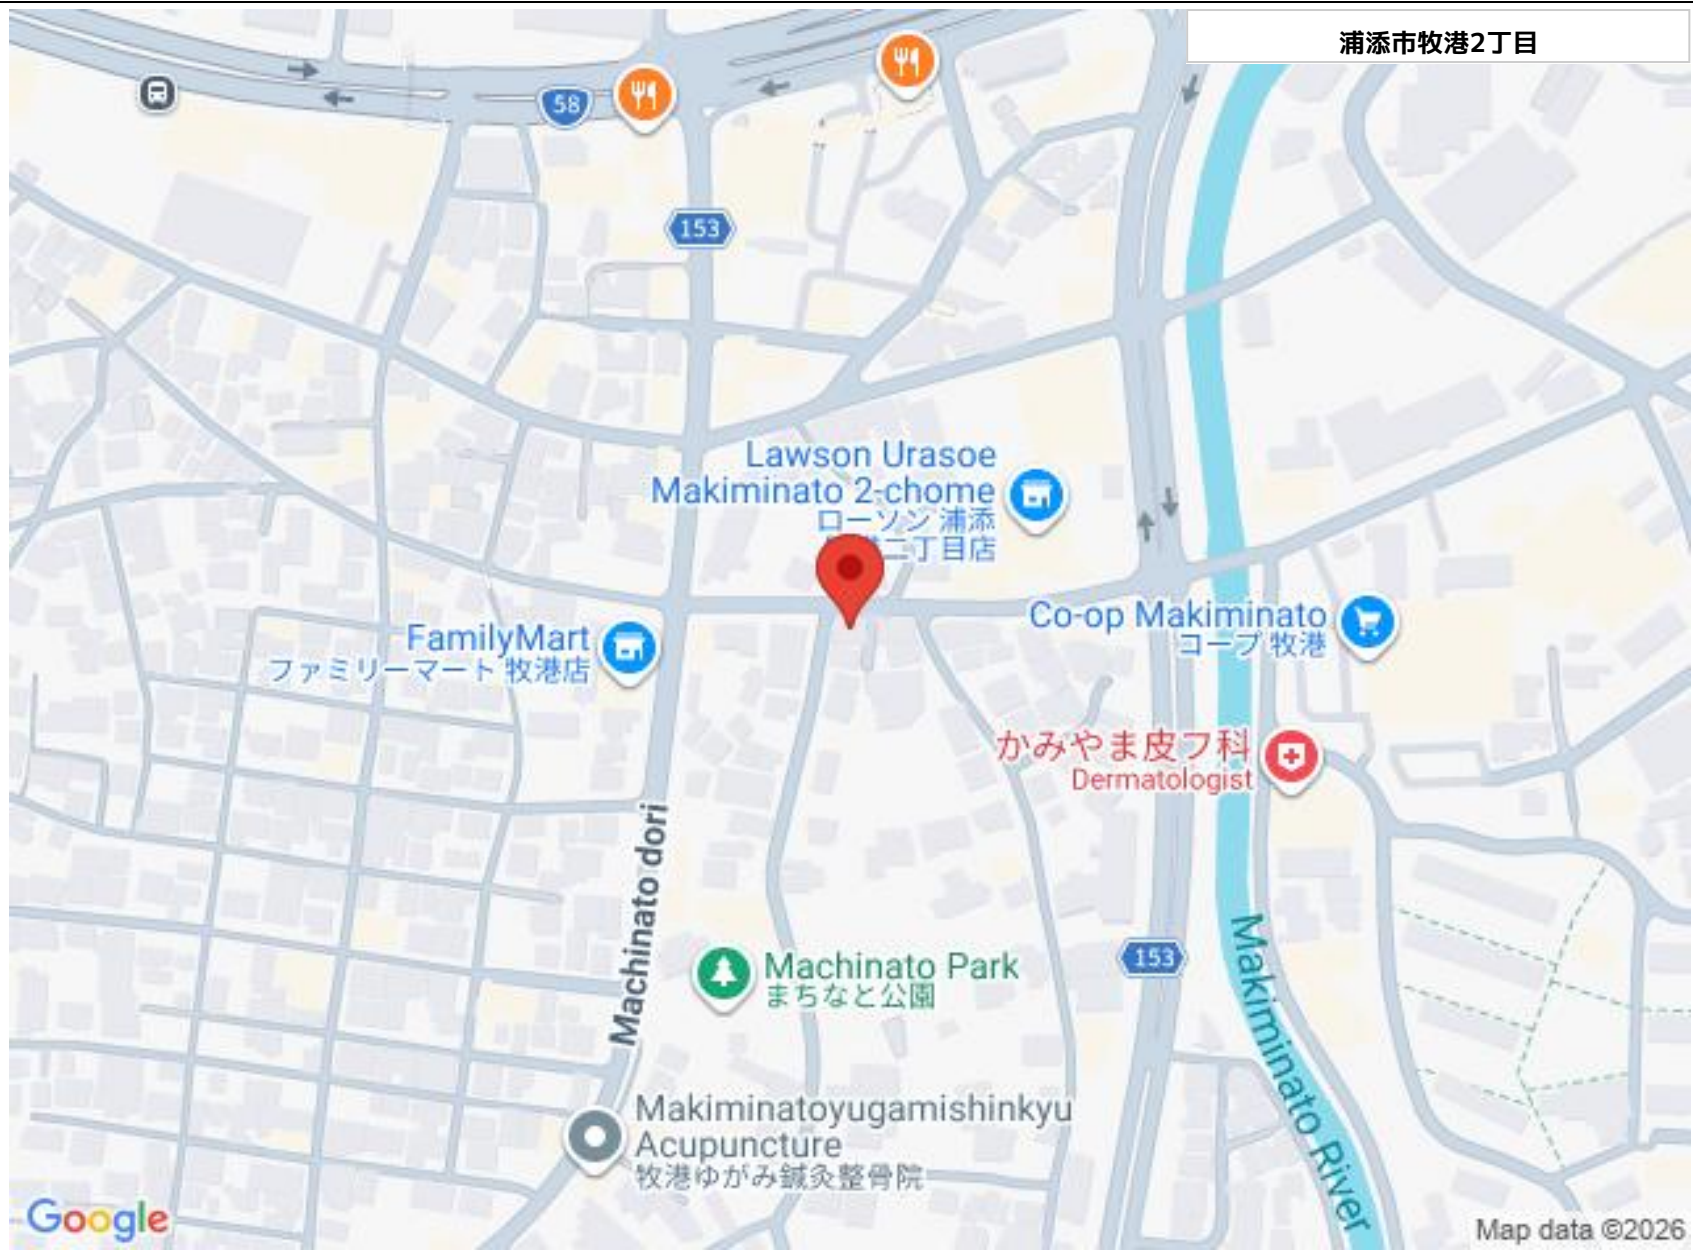 浦添市牧港2丁目
58
153
Lawson Urasoe
Makiminato 2-chome
ローソン 浦添
二丁目店
FamilyMart
ファミリーマート 牧港店
Co-op Makiminato
コープ 牧港
かみやま皮フ科
Dermatologist
Machinato dori
153
Machinato Park
まちなと公園
Makiminato River
Makiminatoyugamishinkyu
Acupuncture
牧港ゆがみ鍼灸整骨院
Google
Map data ©2026